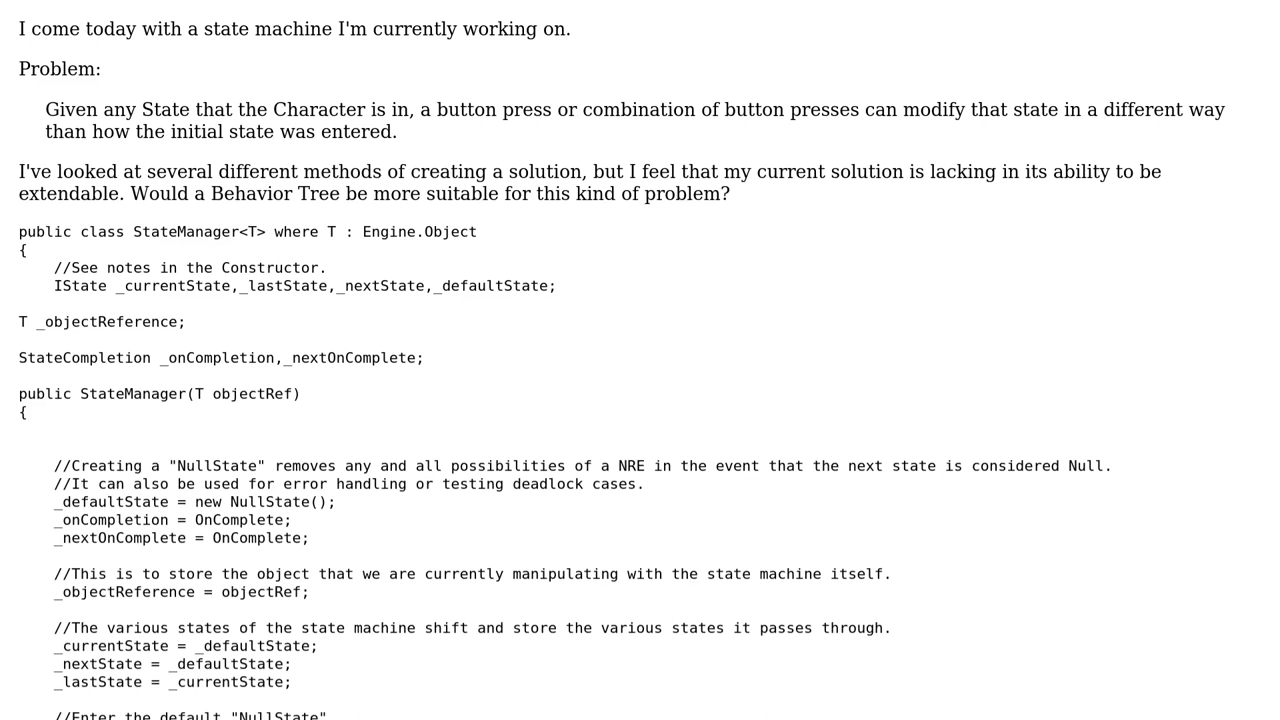 I come today with a state machine I'm currently working on.
Problem:
Given any State that the Character is in, a button press or combination of button presses can modify that state in a different way
than how the initial state was entered.
I've looked at several different methods of creating a solution, but I feel that my current solution is lacking in its ability to be
extendable. Would a Behavior Tree be more suitable for this kind of problem?
public class StateManager<T> where T : Engine.Object
{
    //See notes in the Constructor.
    IState _currentState,_lastState,_nextState,_defaultState;
T _objectReference;
StateCompletion _onCompletion,_nextOnComplete;
public StateManager(T objectRef)
{
    //Creating a "NullState" removes any and all possibilities of a NRE in the event that the next state is considered Null.
    //It can also be used for error handling or testing deadlock cases.
    _defaultState = new NullState();
    _onCompletion = OnComplete;
    _nextOnComplete = OnComplete;
    //This is to store the object that we are currently manipulating with the state machine itself.
    _objectReference = objectRef;
    //The various states of the state machine shift and store the various states it passes through.
    _currentState = _defaultState;
    _nextState = _defaultState;
    _lastState = _currentState;
    //Enter the default "NullState"